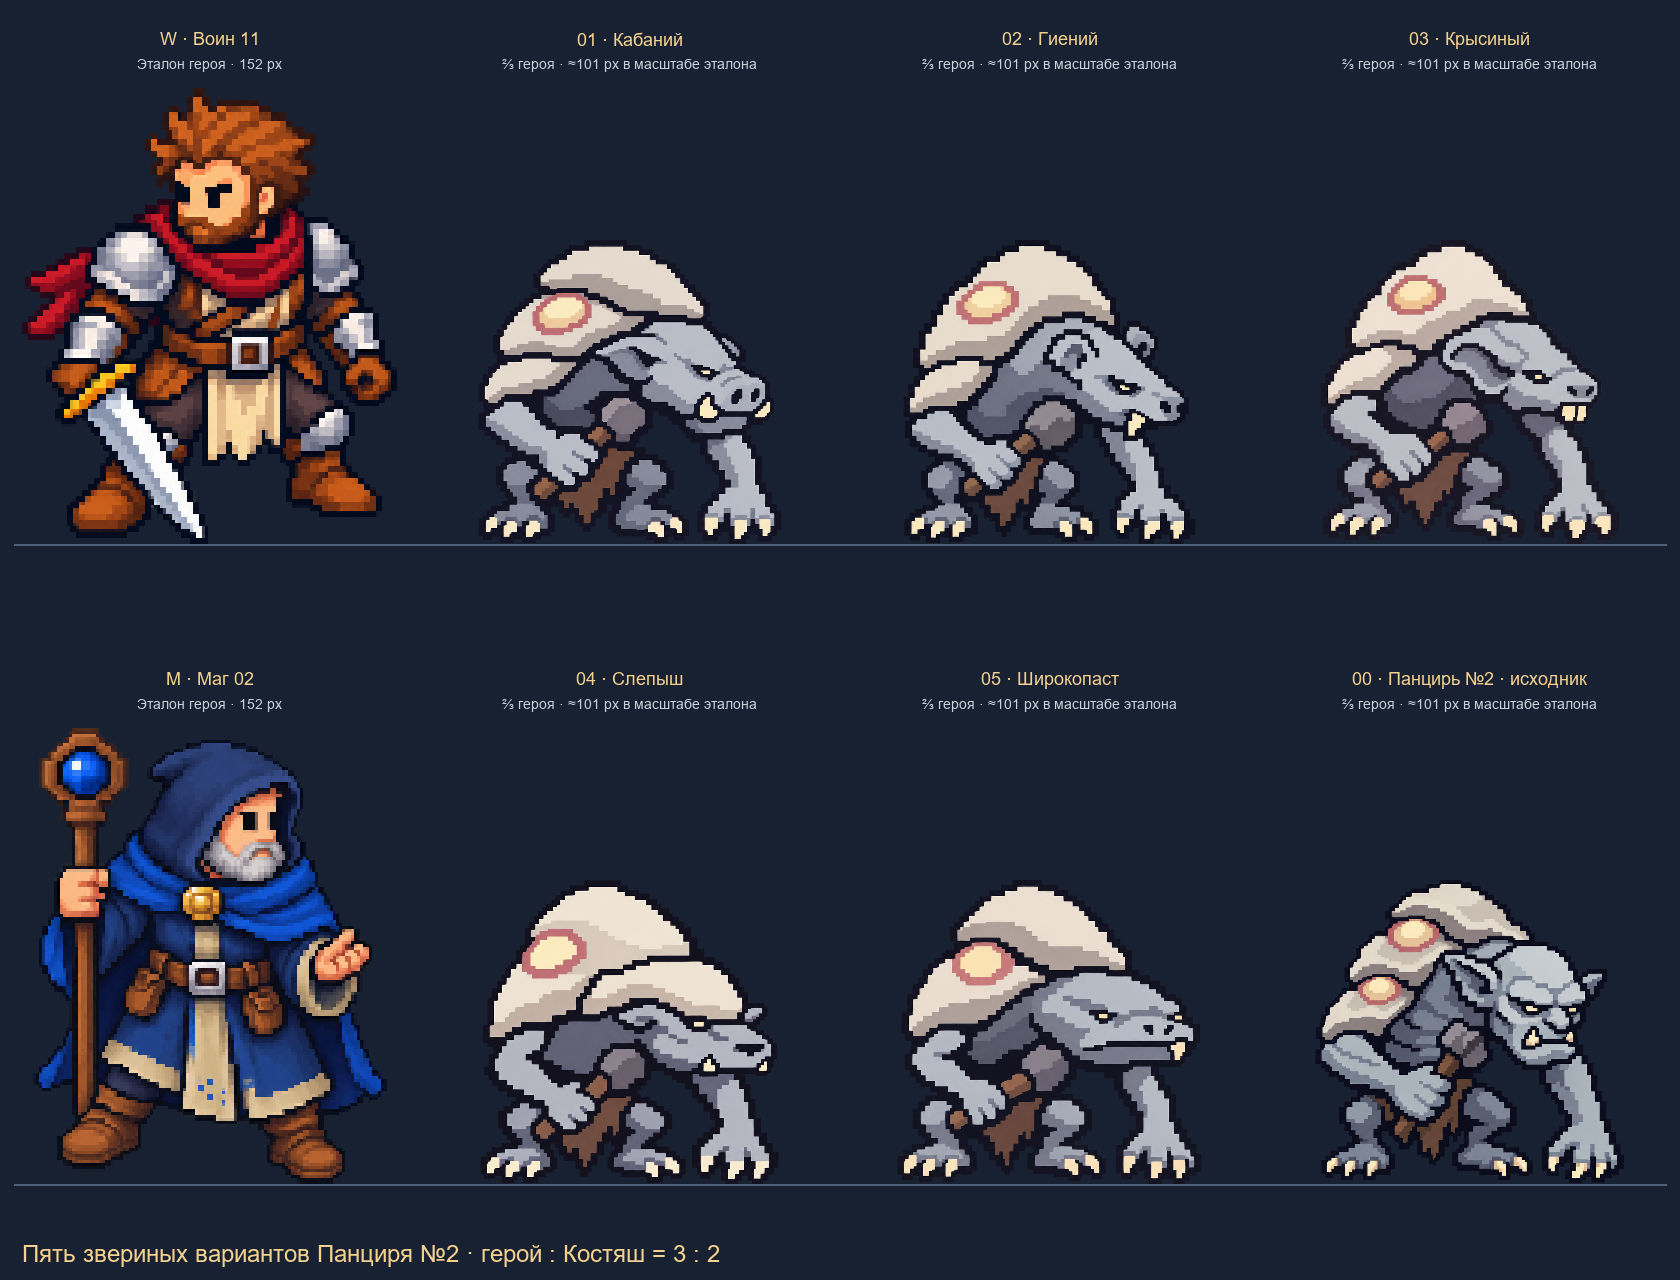 W · Воин 11
Эталон героя · 152 px
01 · Кабаний
⅔ героя · ≈101 px в масштабе эталона
02 · Гиений
⅔ героя · ≈101 px в масштабе эталона
03 · Крысиный
⅔ героя · ≈101 px в масштабе эталона
M · Маг 02
Эталон героя · 152 px
04 · Слепыш
⅔ героя · ≈101 px в масштабе эталона
05 · Широкопаст
⅔ героя · ≈101 px в масштабе эталона
00 · Панцирь №2 · исходник
⅔ героя · ≈101 px в масштабе эталона
Пять звериных вариантов Панциря №2 · герой : Костяш = 3 : 2